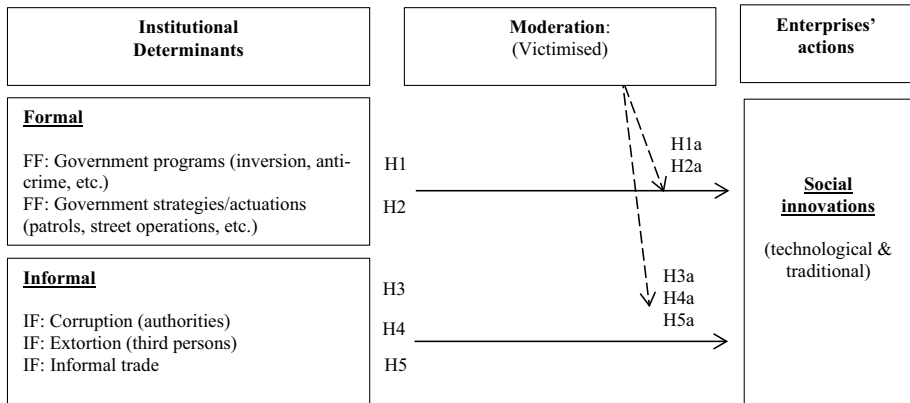 Institutional
Determinants
Moderation:
(Victimised)
Enterprises’
actions
Formal
FF: Government programs (inversion, anti-
crime, etc.)
FF: Government strategies/actuations
(patrols, street operations, etc.)
H1
H2
H1a
H2a
Informal
IF: Corruption (authorities)
IF: Extortion (third persons)
IF: Informal trade
H3
H4
H5
H3a
H4a
H5a
Social
innovations
(technological &
traditional)